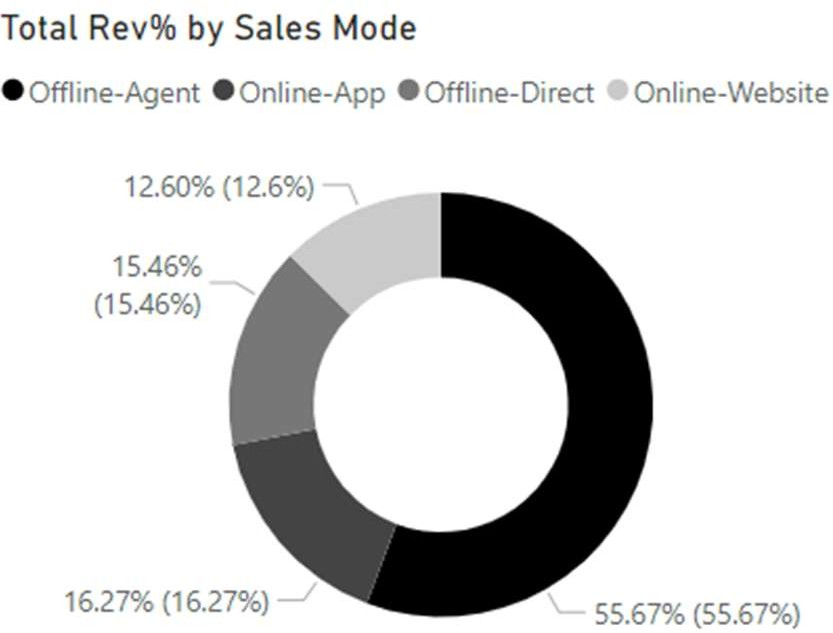 Total Rev% by Sales Mode
Offline-Agent Online-App Offline-Direct Online-Website
12.60% (12.6%)
15.46%
(15.46%)
16.27% (16.27%)
55.67% (55.67%)